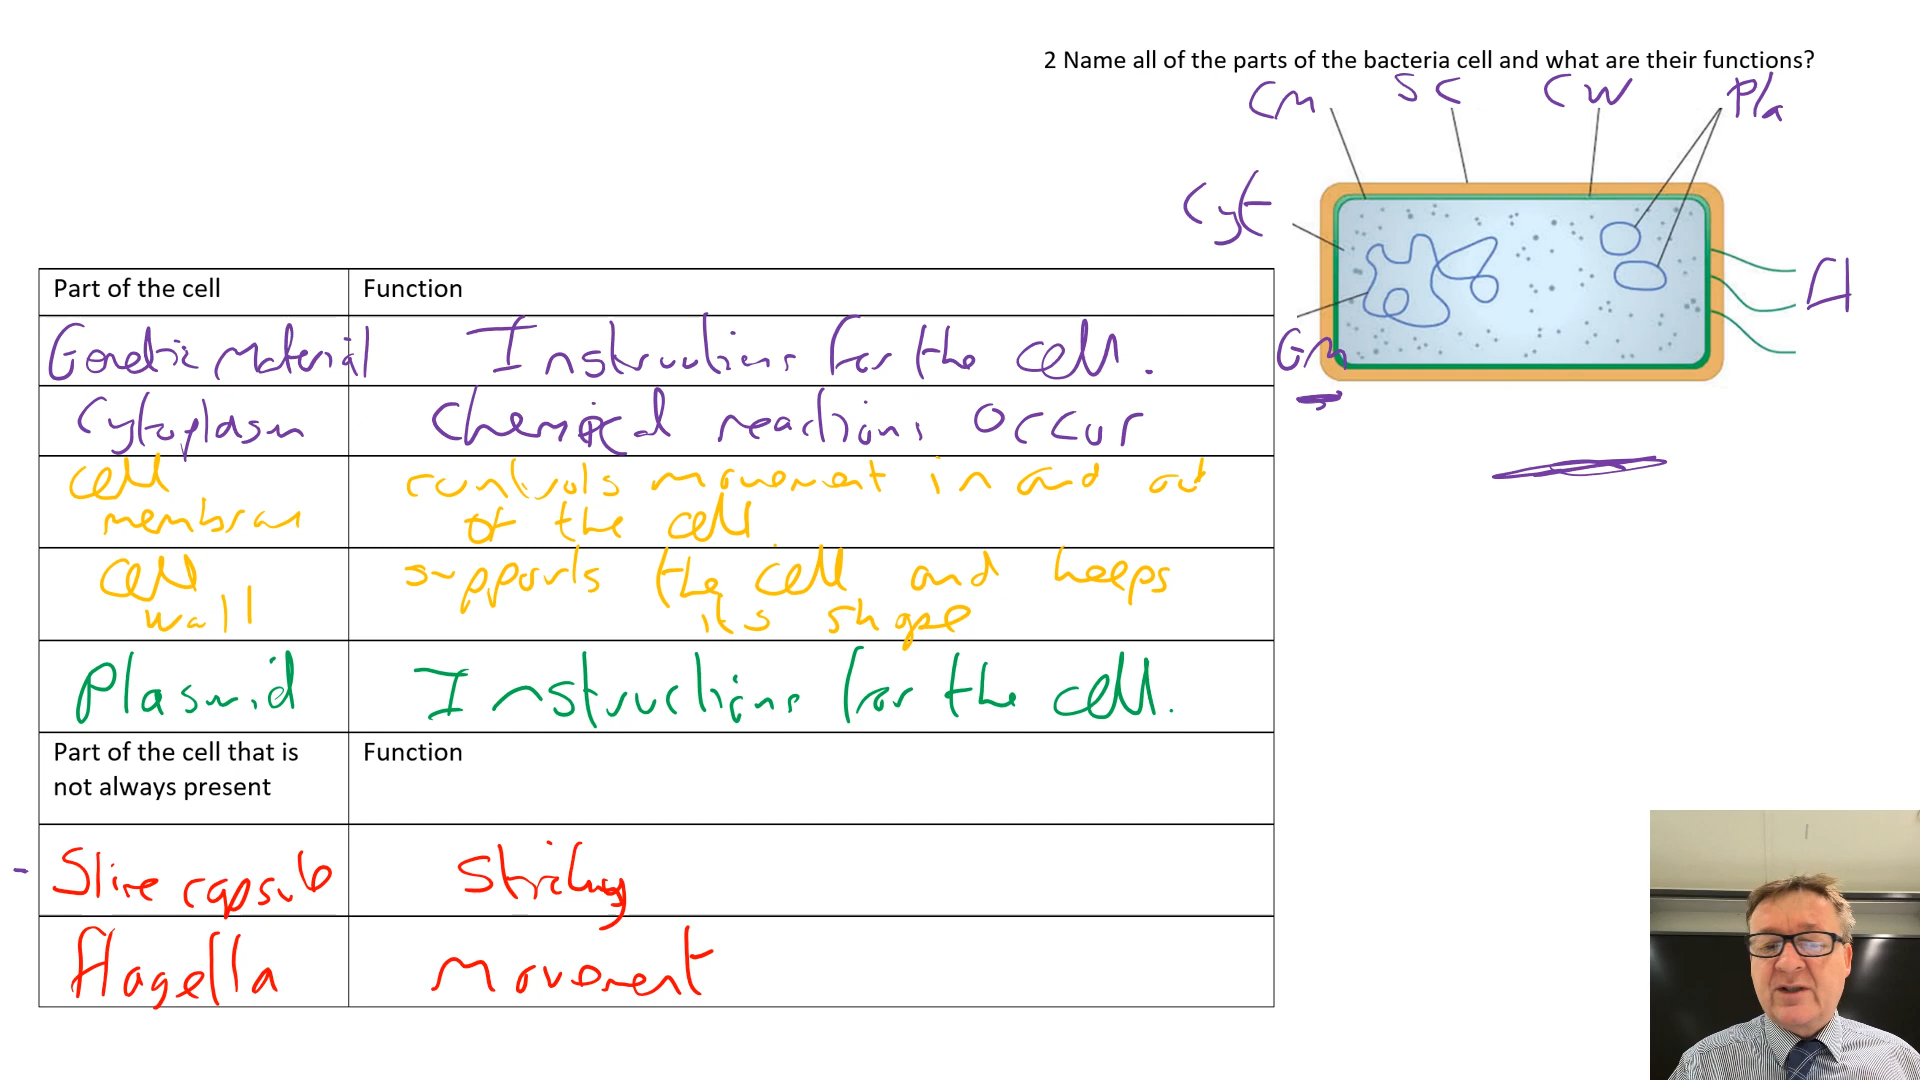 2 Name all of the parts of the bacteria cell and what are their functions?
CM SC CW Pla
Cyt
Fl
GM
Part of the cell Function
Genetic Material Instructions for the cell.
Cytoplasm Chemical reactions occur
cell membran controls movement in and out of the cell
cell wall supports the cell and keeps its shape
Plasmid Instructions for the cell.
Part of the cell that is not always present Function
Slime capsule Sticky
flagella Movement